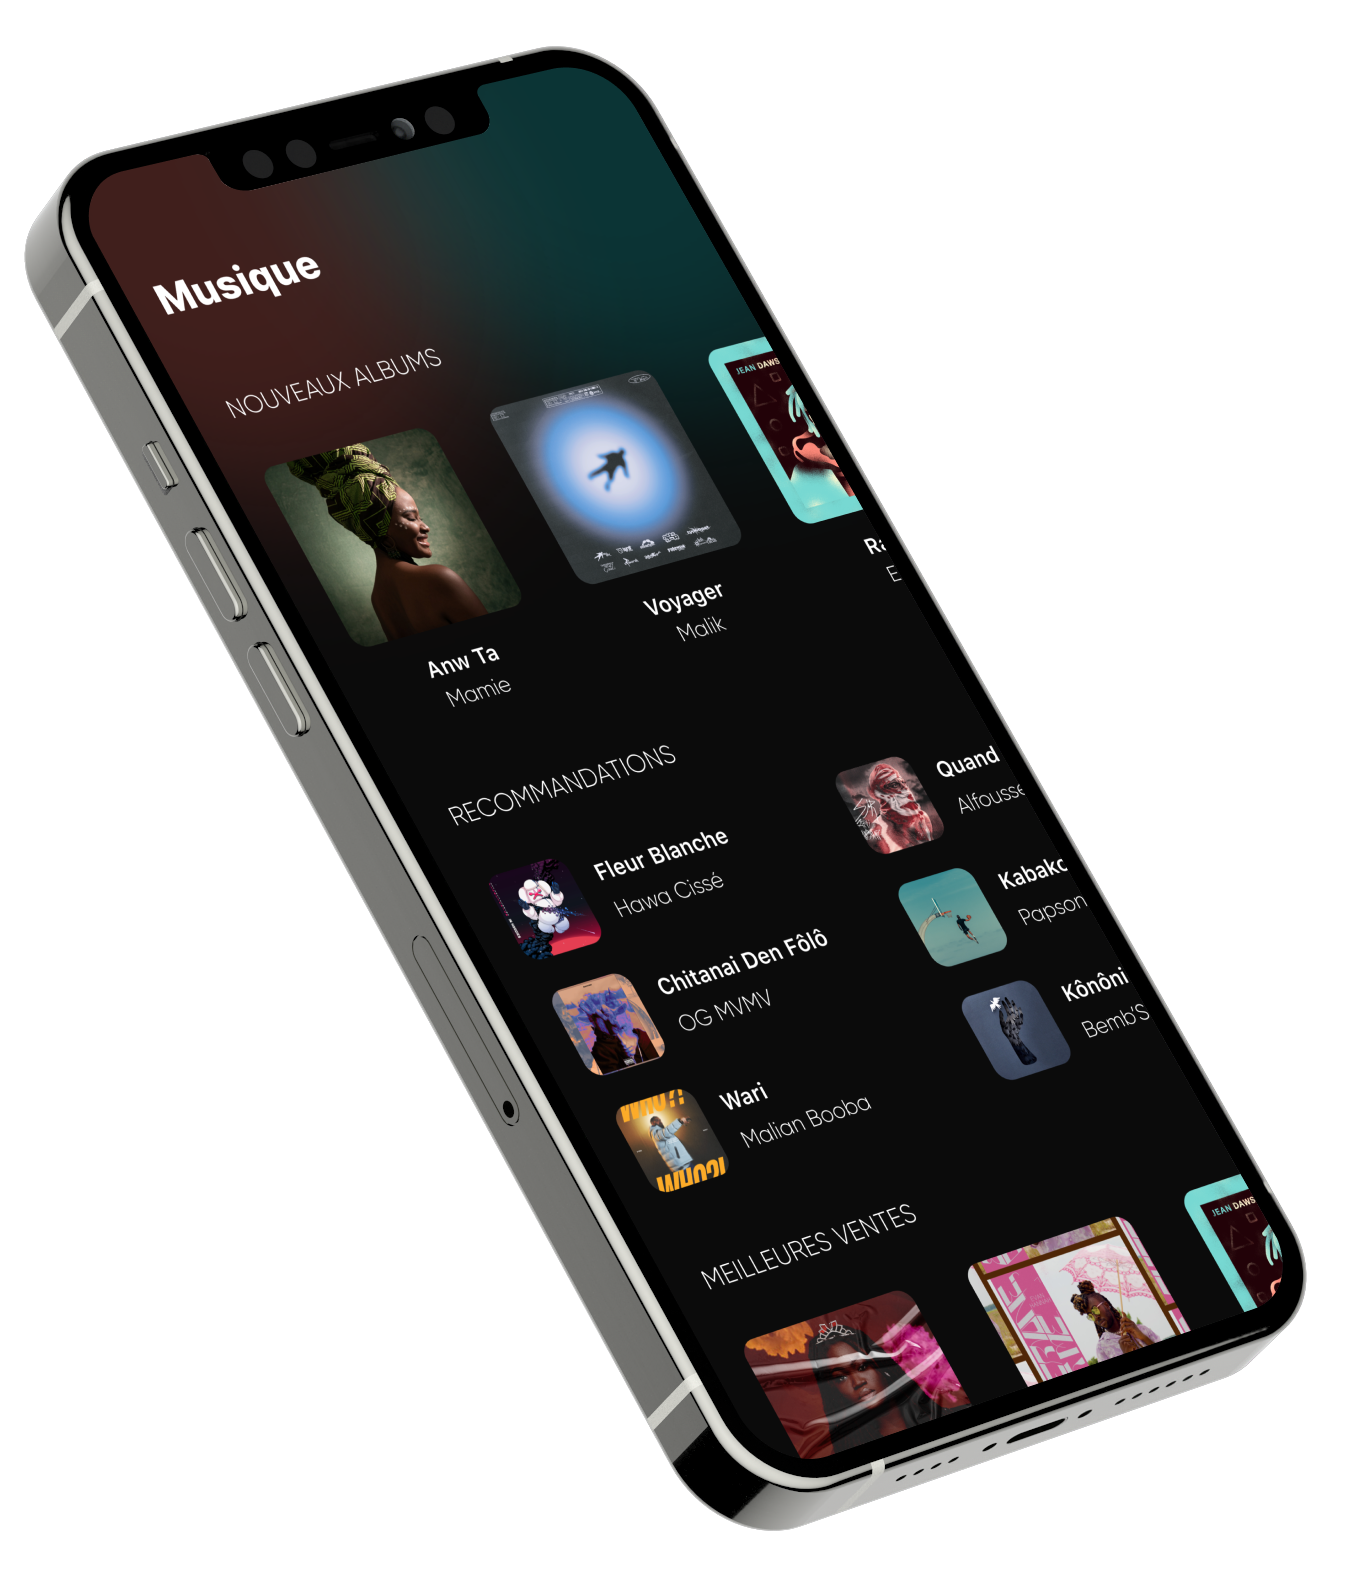 Musique
NOUVEAUX ALBUMS
JEAN DAWS
Anw Ta
Mamie
Voyager
Malik
Ra
E
RECOMMANDATIONS
Fleur Blanche
Hawa Cissé
Chitanai Den Fôlô
OG MVMV
Wari
Malian Booba
WHO?!
Quand
Alfousse
Kabako
Papson
Kônôni
Bemb'S
MEILLEURES VENTES
JEAN DAWS